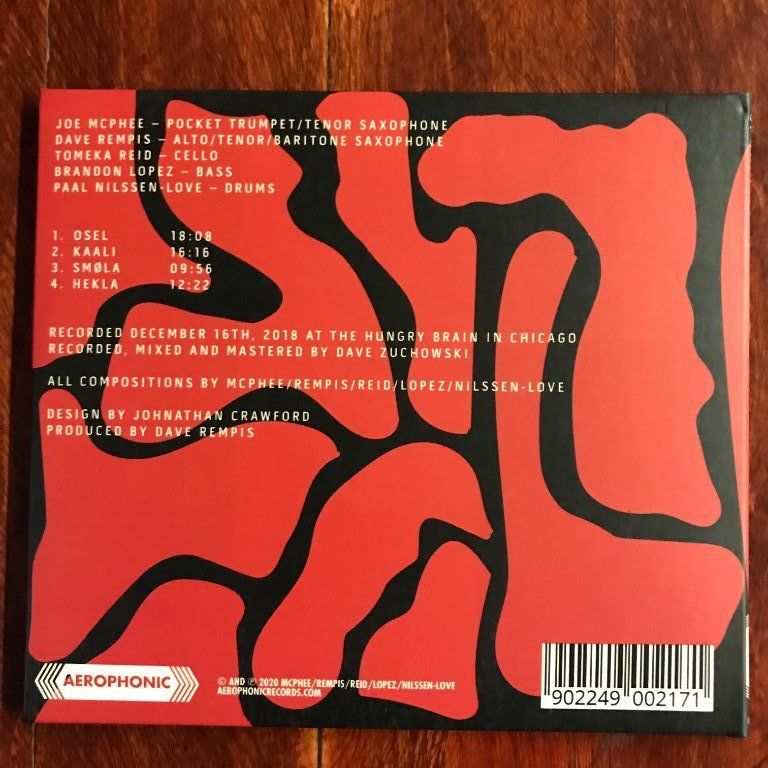 JOE MCPHEE – POCKET TRUMPET/TENOR SAXOPHONE
DAVE REMPIS – ALTO/TENOR/BARITONE SAXOPHONE
TOMEKA REID – CELLO
BRANDON LOPEZ – BASS
PAAL NILSSEN-LOVE – DRUMS
1. OSEL 18:08
2. KAALI 16:16
3. SMØLA 09:56
4. HEKLA 12:22
RECORDED DECEMBER 16TH, 2018 AT THE HUNGRY BRAIN IN CHICAGO
RECORDED, MIXED AND MASTERED BY DAVE ZUCHOWSKI
ALL COMPOSITIONS BY MCPHEE/REMPIS/REID/LOPEZ/NILSSEN-LOVE
DESIGN BY JOHNATHAN CRAWFORD
PRODUCED BY DAVE REMPIS
AEROPHONIC
© AND ℗ 2020 MCPHEE/REMPIS/REID/LOPEZ/NILSSEN-LOVE
AEROPHONICRECORDS.COM
902249 002171